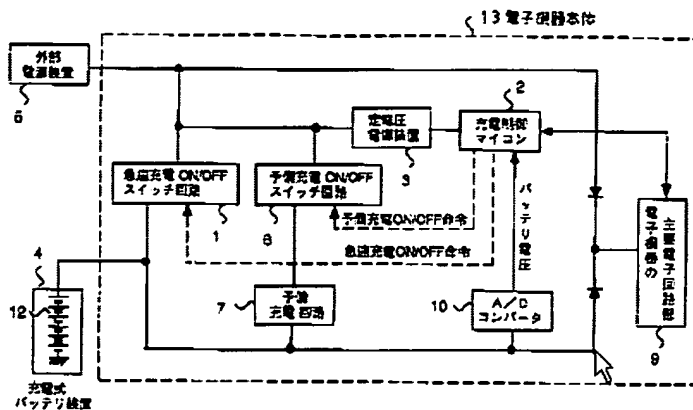 13 電子機器本体
外部
電源装置
6
定電圧
電源装置
3
2
充電制御
マイコン
急速充電 ON/OFF
スイッチ回路
1
予備充電 ON/OFF
スイッチ回路
8
予備充電ON/OFF命令
急速充電ON/OFF命令
バッテリ電圧
主要電子回路部
電子機器の
9
4
12
充電式
バッテリ装置
7
予備
充電回路
10
A/D
コンバータ